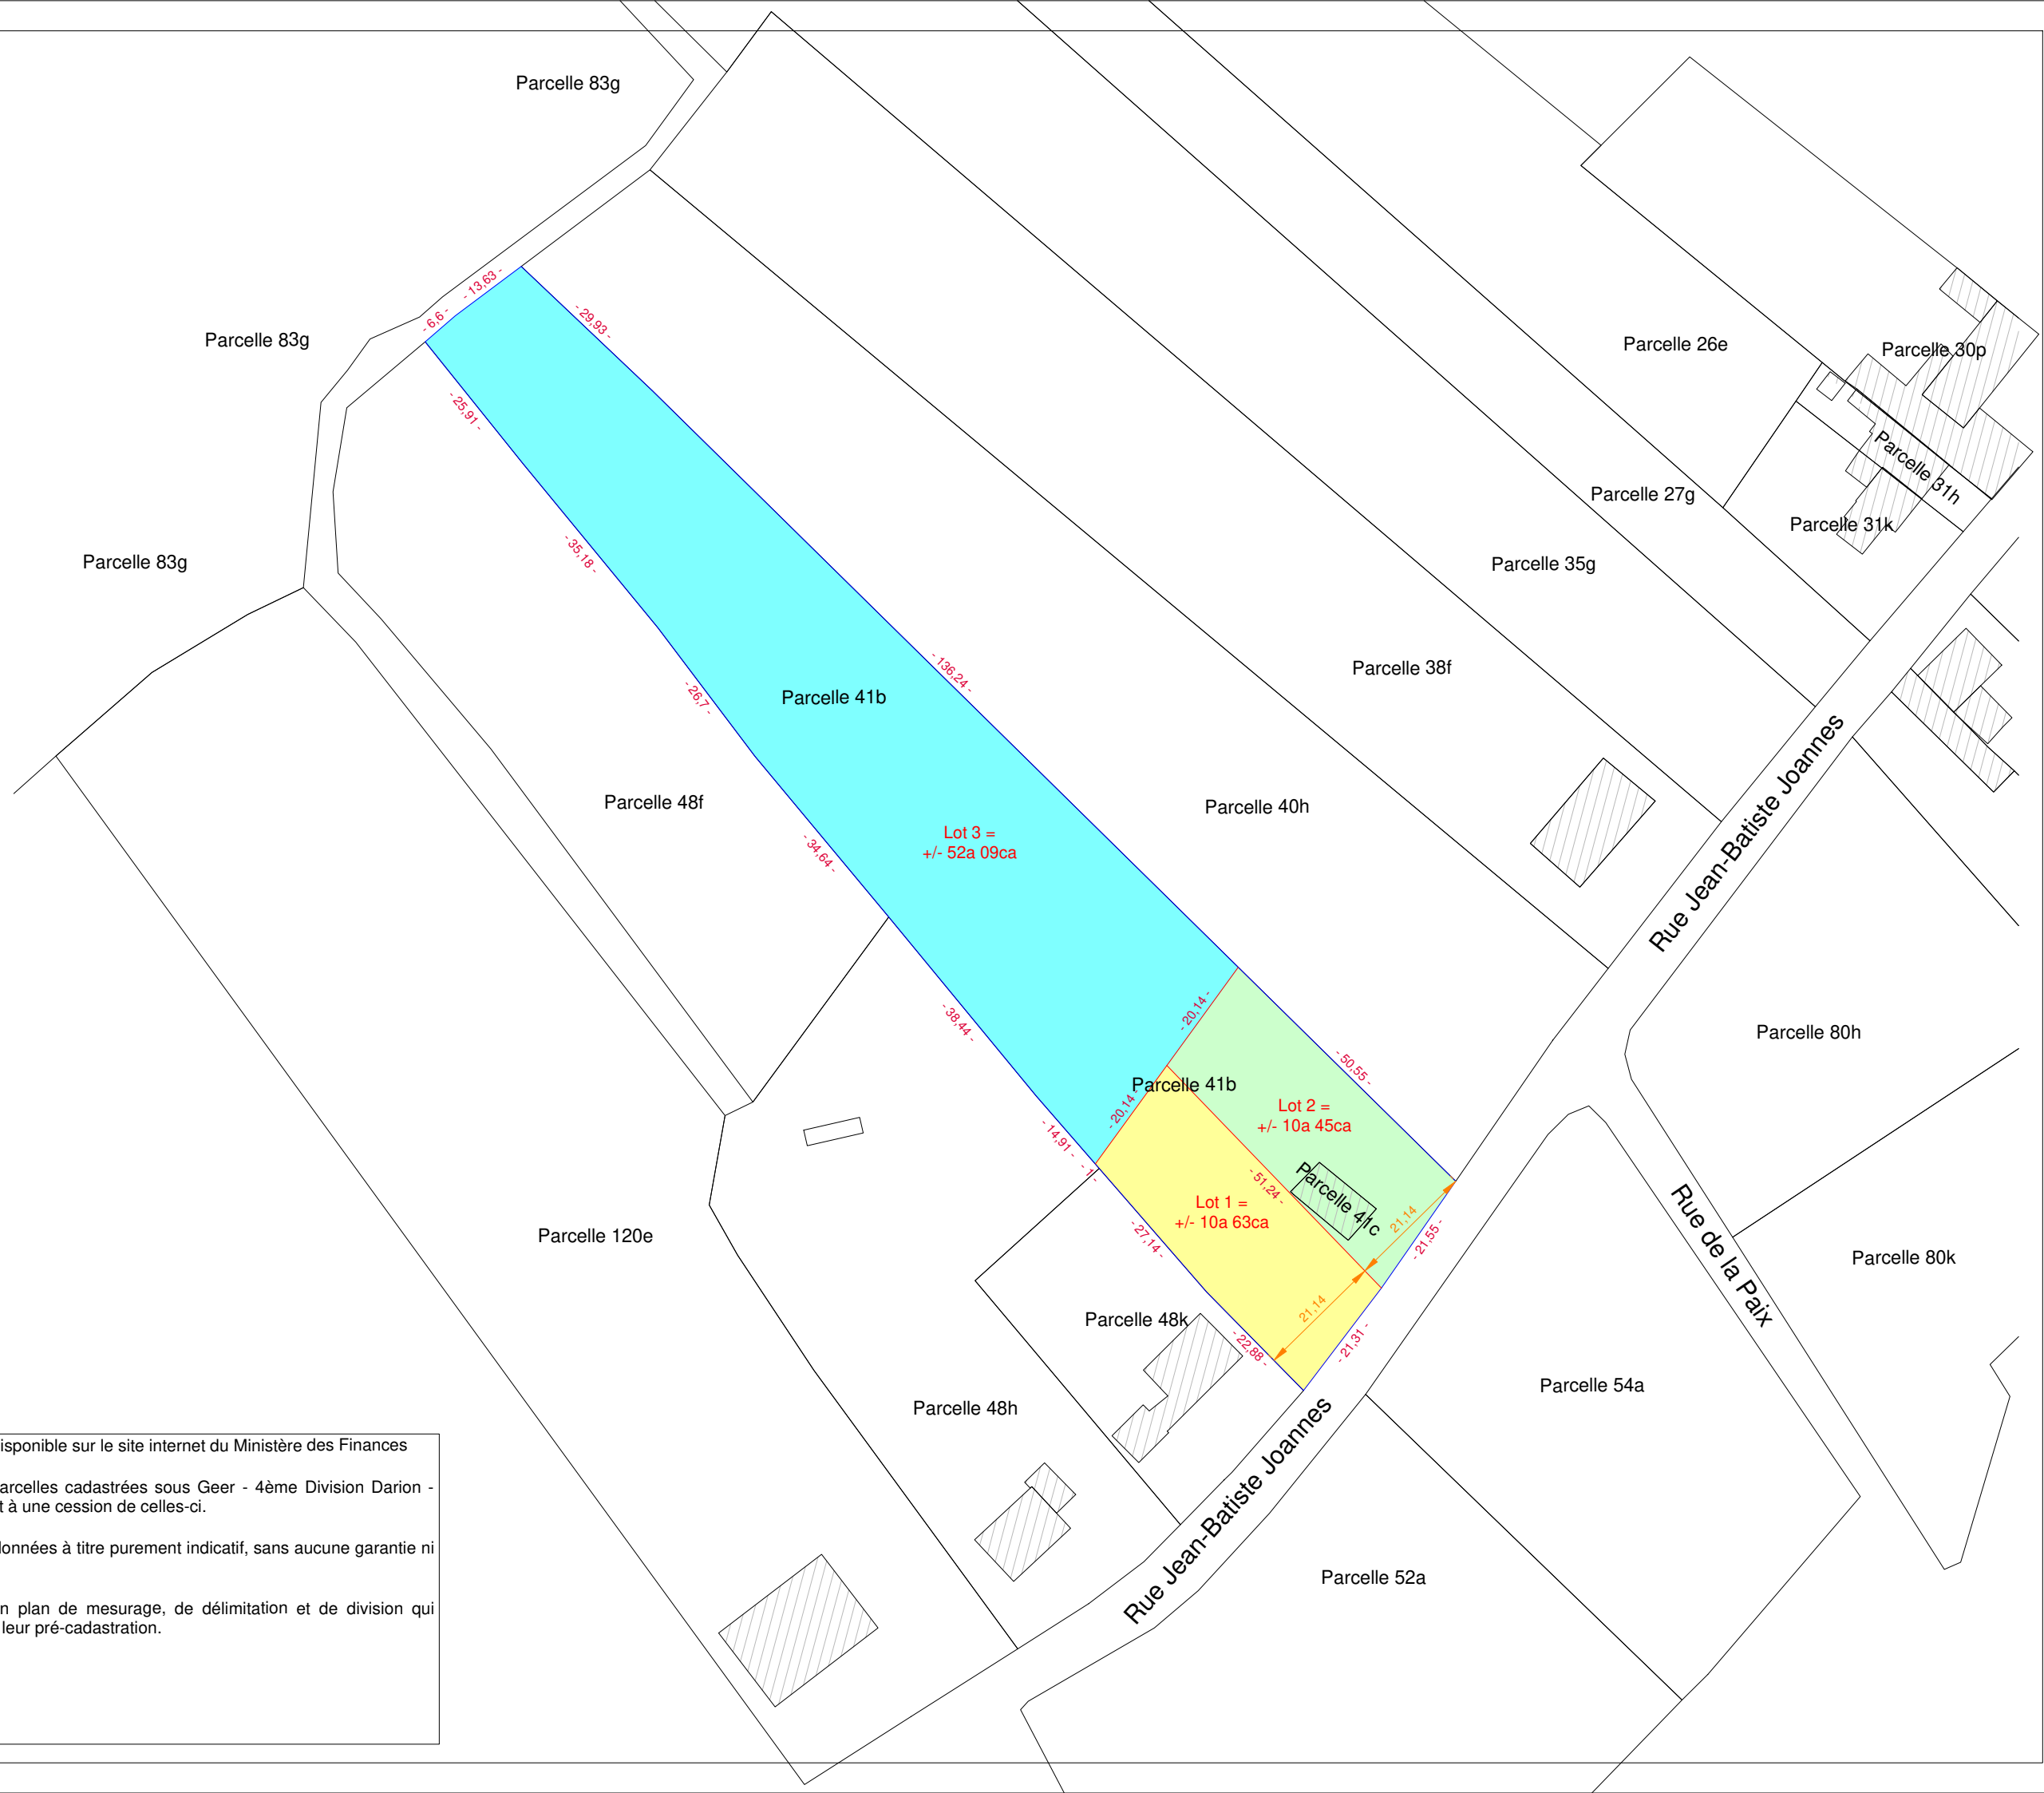 Parcelle 83g
- 13,63 -
- 6,6 -
- 29,93 -
Parcelle 83g
Parcelle 26e
Parcelle 30p
- 25,91 -
Parcelle 31h
Parcelle 27g
Parcelle 31k
Parcelle 83g
- 35,18 -
Parcelle 35g
- 136,24 -
Parcelle 38f
- 26,7 -
Parcelle 41b
Parcelle 48f
Parcelle 40h
Rue Jean-Batiste Joannes
Lot 3 =
+/- 52a 09ca
- 34,64 -
- 38,44 -
- 20,14 -
Parcelle 80h
- 50,55 -
Parcelle 41b
- 20,14 -
Lot 2 =
+/- 10a 45ca
- 14,91 -
- 1 -
- 51,24 -
Parcelle 41c
Lot 1 =
+/- 10a 63ca
21,14
- 21,55 -
- 27,14 -
Parcelle 120e
Rue de la Paix
Parcelle 80k
21,14
Parcelle 48k
- 22,88 -
- 21,31 -
Parcelle 54a
Parcelle 48h
Rue Jean-Batiste Joannes
Parcelle 52a
isponible sur le site internet du Ministère des Finances
arcelles cadastrées sous Geer - 4ème Division Darion -
t à une cession de celles-ci.
données à titre purement indicatif, sans aucune garantie ni
n plan de mesurage, de délimitation et de division qui
leur pré-cadastration.